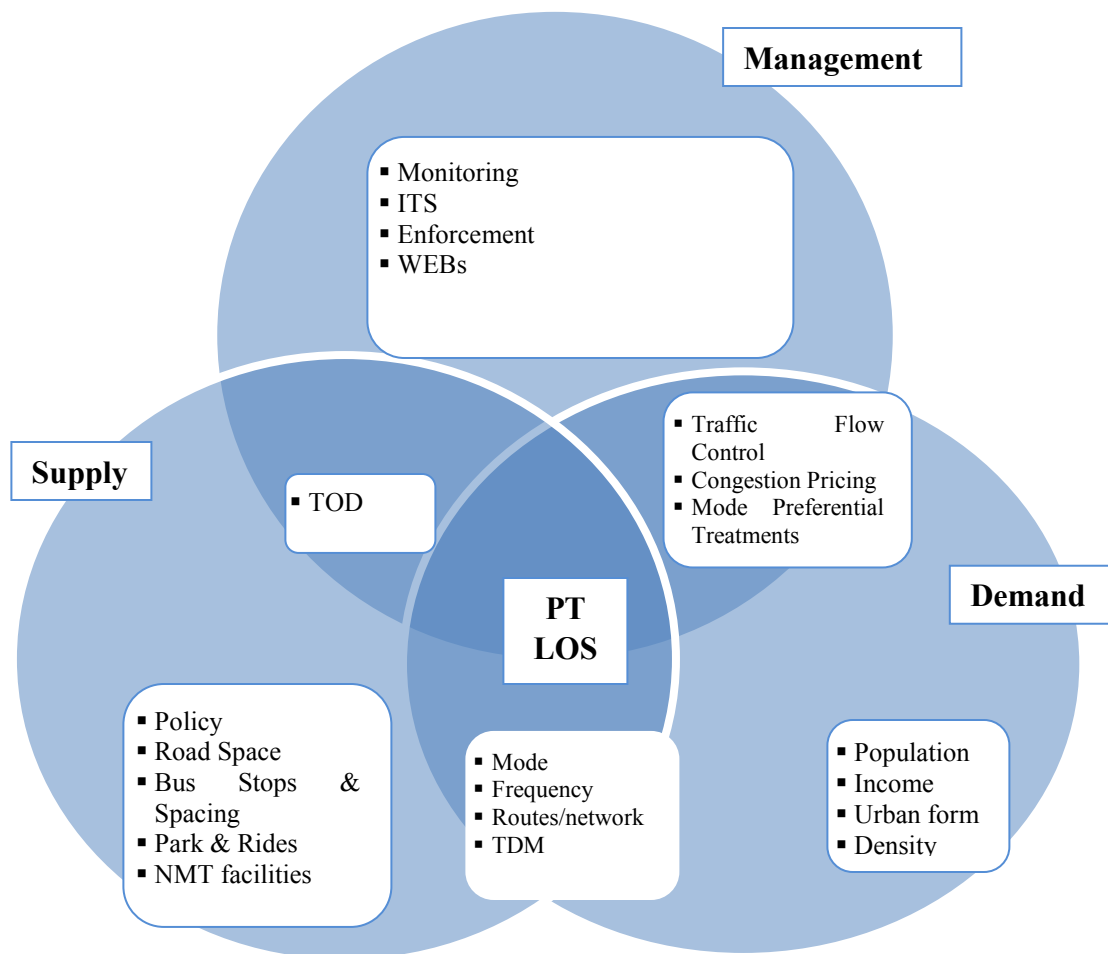 Management
▪ Monitoring
▪ ITS
▪ Enforcement
▪ WEBs
▪ Traffic Flow
Control
▪ Congestion Pricing
▪ Mode Preferential
Treatments
Supply
▪ TOD
Demand
PT
LOS
▪ Policy
▪ Road Space
▪ Bus Stops &
Spacing
▪ Park & Rides
▪ NMT facilities
▪ Mode
▪ Frequency
▪ Routes/network
▪ TDM
▪ Population
▪ Income
▪ Urban form
▪ Density